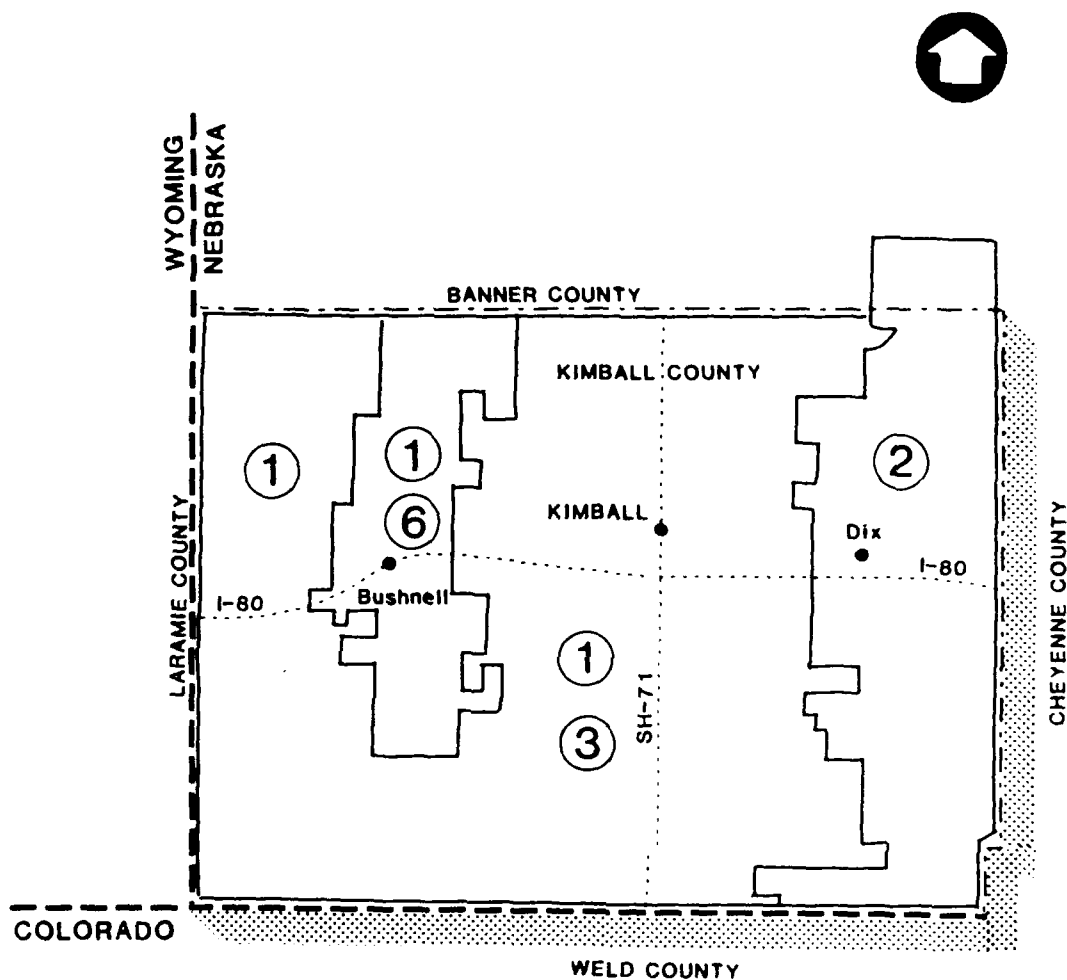 WYOMING
NEBRASKA
BANNER COUNTY
KIMBALL COUNTY
1
1
2
6
KIMBALL
Dix
I-80
Bushnell
I-80
LARAMIE COUNTY
CHEYENNE COUNTY
1
SH-71
3
COLORADO
WELD COUNTY